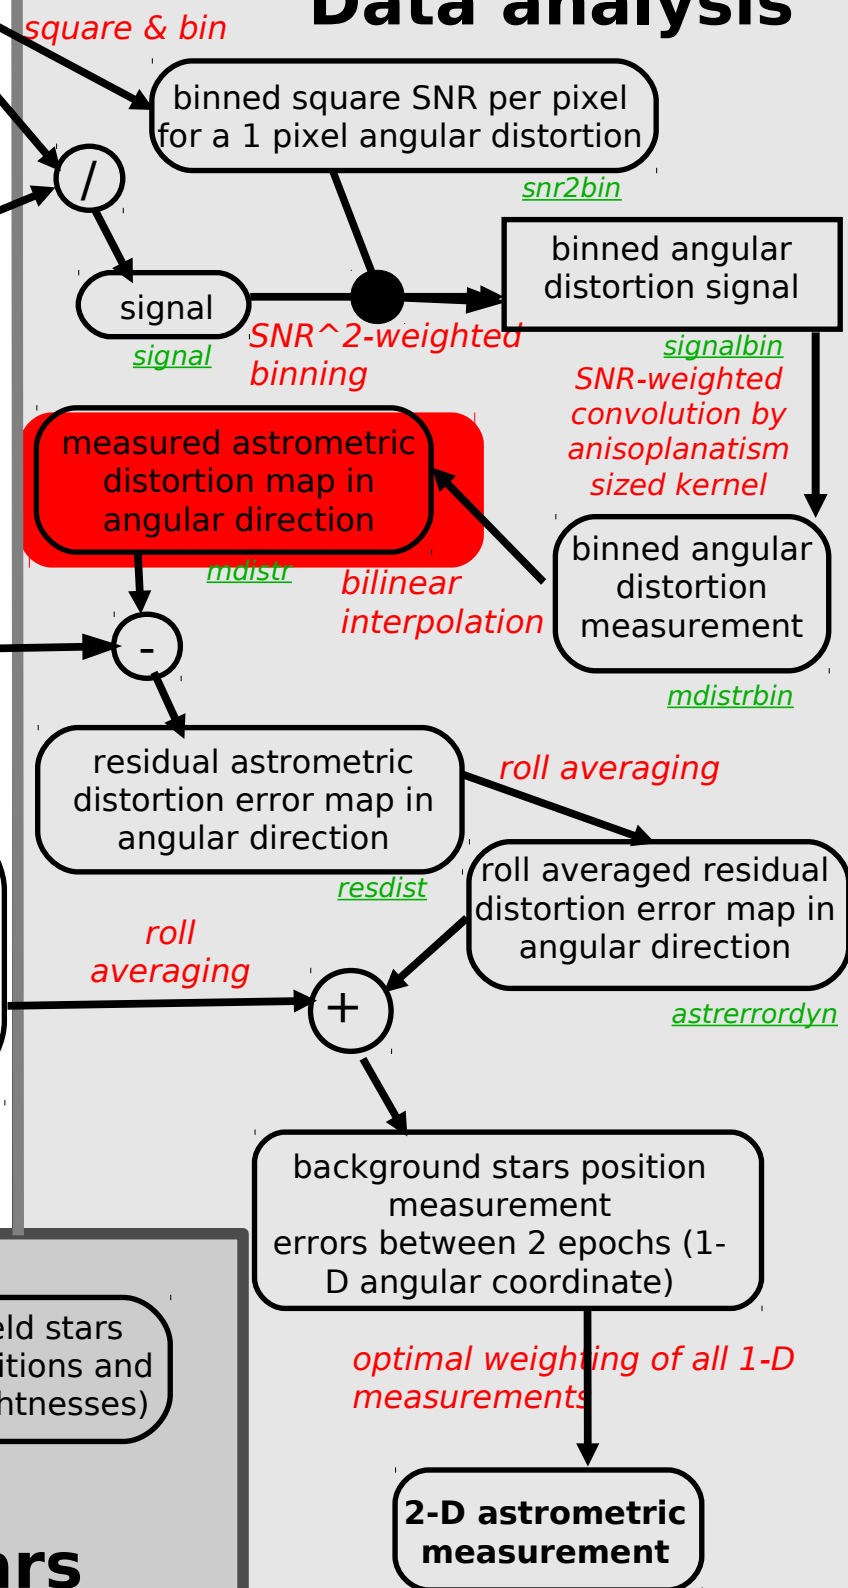 Data analysis
square & bin
binned square SNR per pixel
for a 1 pixel angular distortion
/
snr2bin
binned angular
distortion signal
signal
SNR^2-weighted
binning
signal
signalbin
SNR-weighted
convolution by
anisoplanatism
sized kernel
measured astrometric
distortion map in
angular direction
mdistr
bilinear
interpolation
binned angular
distortion
measurement
mdistrbin
-
residual astrometric
distortion error map in
angular direction
resdist
roll averaging
roll averaged residual
distortion error map in
angular direction
astrerrordyn
roll
averaging
+
background stars position
measurement
errors between 2 epochs (1-
D angular coordinate)
eld stars
itions and
htnesses)
optimal weighting of all 1-D
measurements
2-D astrometric
measurement
ars